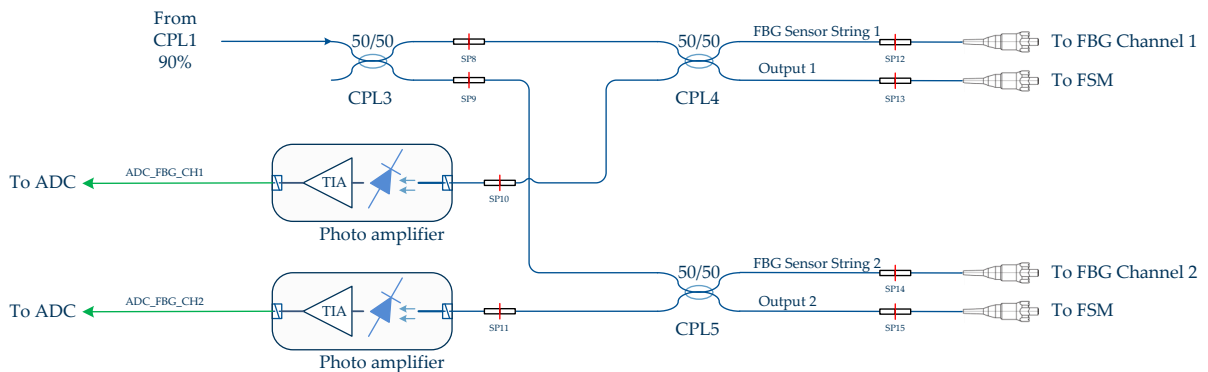 From
CPL1
90%
50/50
CPL3
SP8
SP9
50/50
CPL4
FBG Sensor String 1
SP12
To FBG Channel 1
Output 1
SP13
To FSM
To ADC
ADC_FBG_CH1
TIA
Photo amplifier
SP10
To ADC
ADC_FBG_CH2
TIA
Photo amplifier
SP11
50/50
CPL5
FBG Sensor String 2
SP14
To FBG Channel 2
Output 2
SP15
To FSM